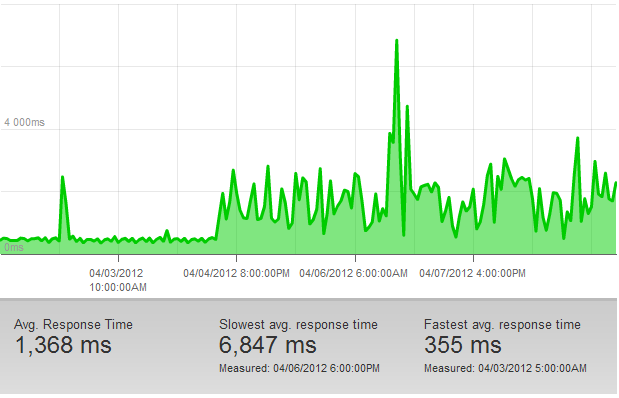 4 000ms
0ms
04/03/2012 10:00:00AM
04/04/2012 8:00:00PM
04/06/2012 6:00:00AM
04/07/2012 4:00:00PM
Avg. Response Time
1,368 ms
Slowest avg. response time
6,847 ms
Measured: 04/06/2012 6:00:00PM
Fastest avg. response time
355 ms
Measured: 04/03/2012 5:00:00AM